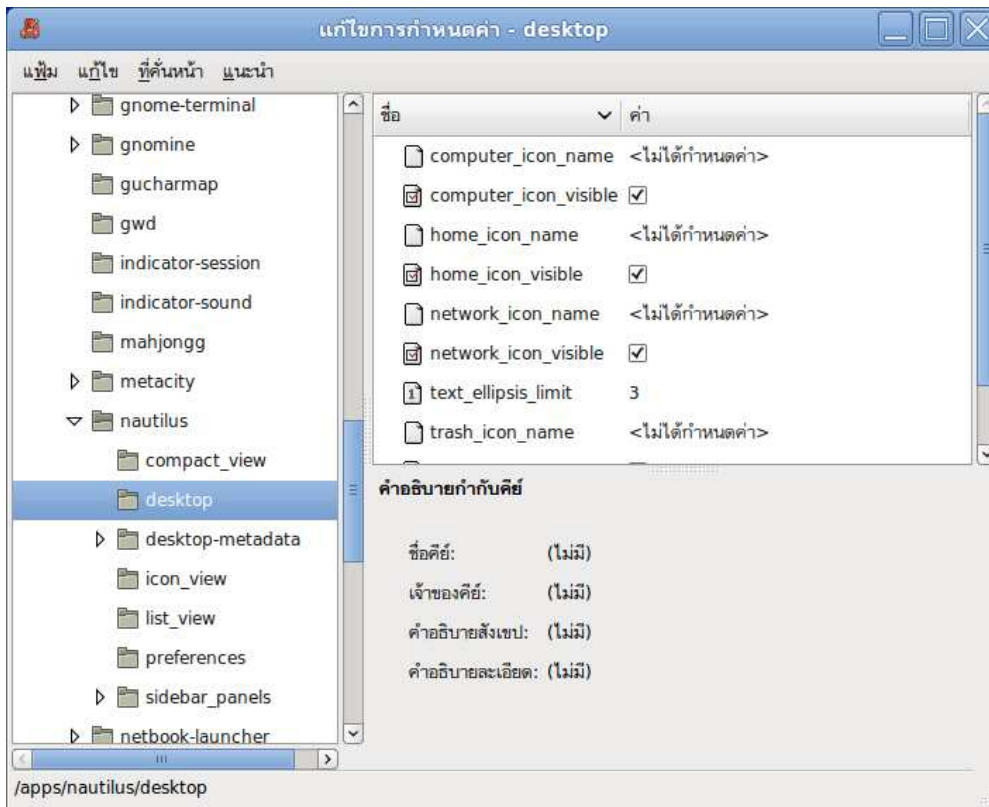 แก้ไขการกำหนดค่า - desktop
แฟ้ม แก้ไข ที่คั่นหน้า แนะนำ
gnome-terminal
gnomine
gucharmap
gwd
indicator-session
indicator-sound
mahjongg
metacity
nautilus
compact_view
desktop
desktop-metadata
icon_view
list_view
preferences
sidebar_panels
netbook-launcher
ชื่อ ค่า
computer_icon_name <ไม่ได้กำหนดค่า>
computer_icon_visible
home_icon_name <ไม่ได้กำหนดค่า>
home_icon_visible
network_icon_name <ไม่ได้กำหนดค่า>
network_icon_visible
text_ellipsis_limit 3
trash_icon_name <ไม่ได้กำหนดค่า>
คำอธิบายกำกับคีย์
ชื่อคีย์: (ไม่มี)
เจ้าของคีย์: (ไม่มี)
คำอธิบายสังเขป: (ไม่มี)
คำอธิบายละเอียด: (ไม่มี)
/apps/nautilus/desktop